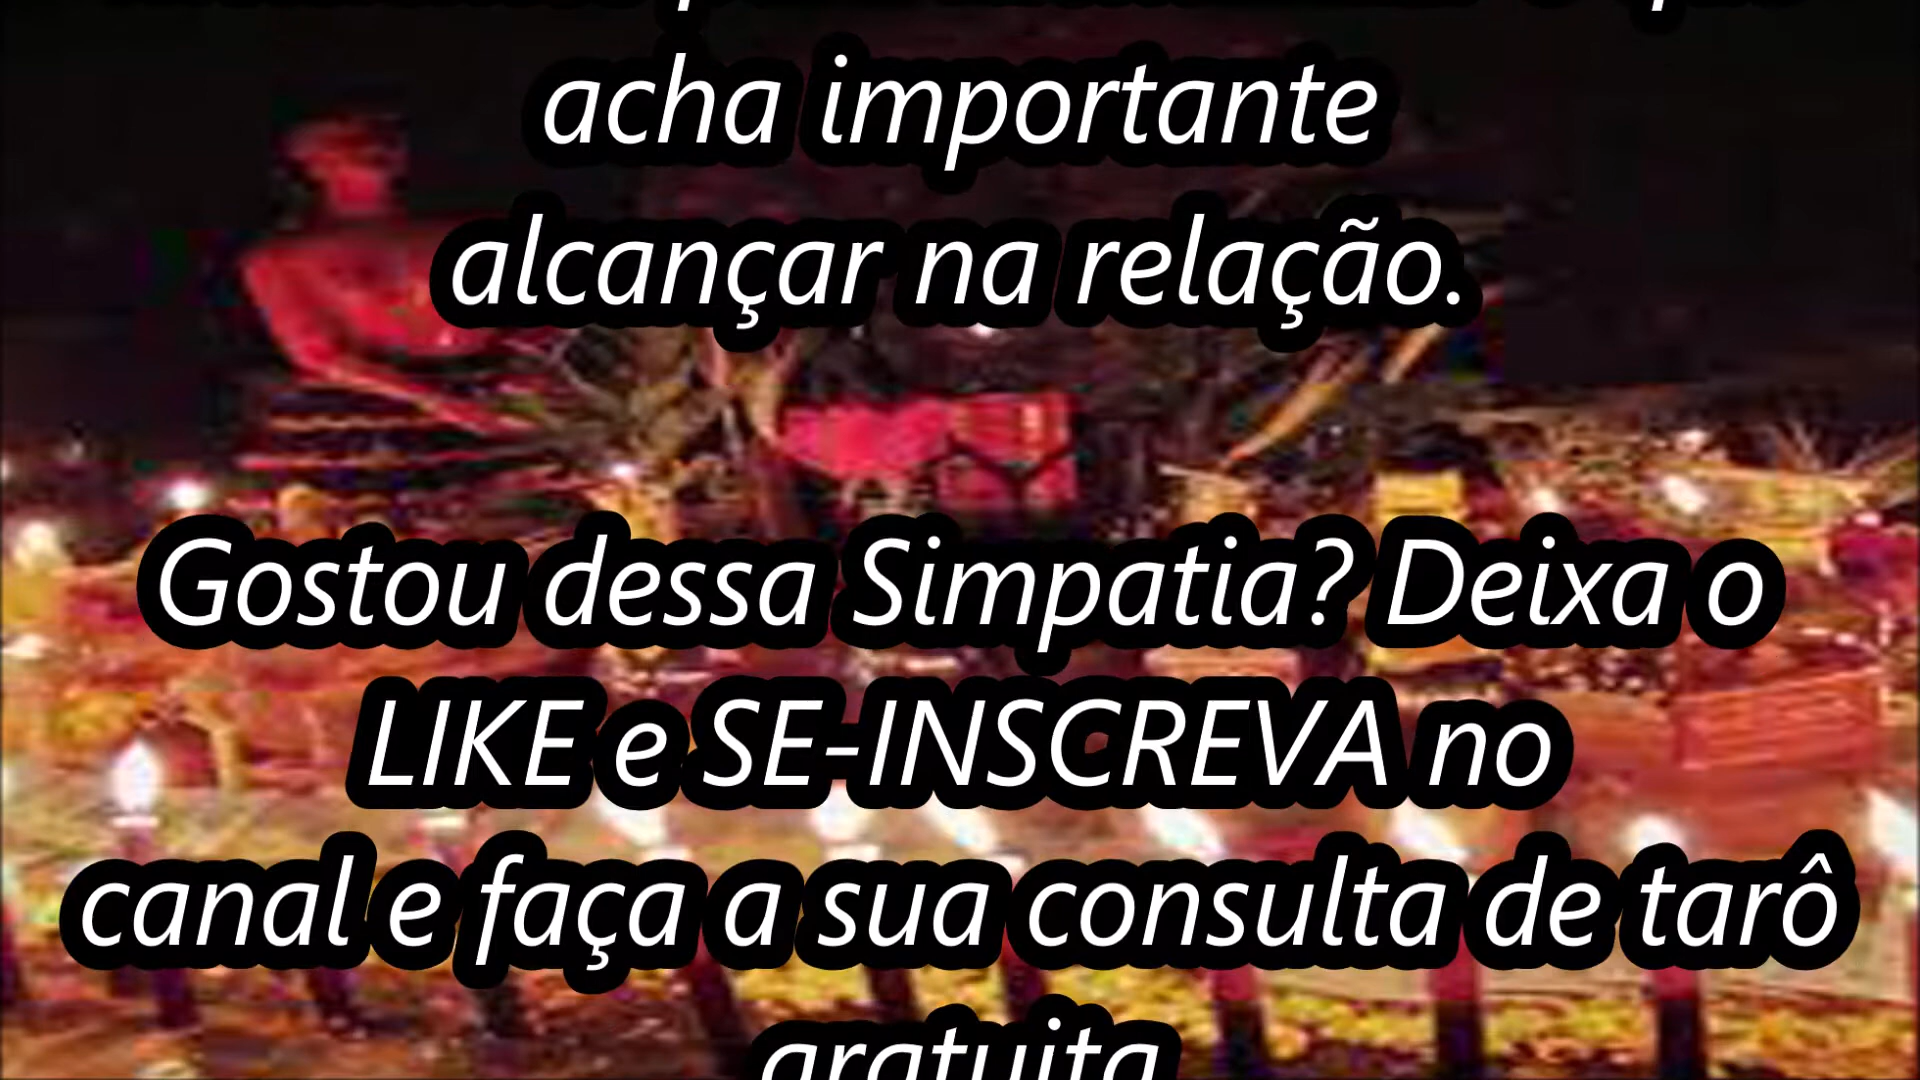 acha importante
alcançar na relação.
Gostou dessa Simpatia? Deixa o
LIKE e SE-INSCREVA no
canal e faça a sua consulta de tarô
gratuita